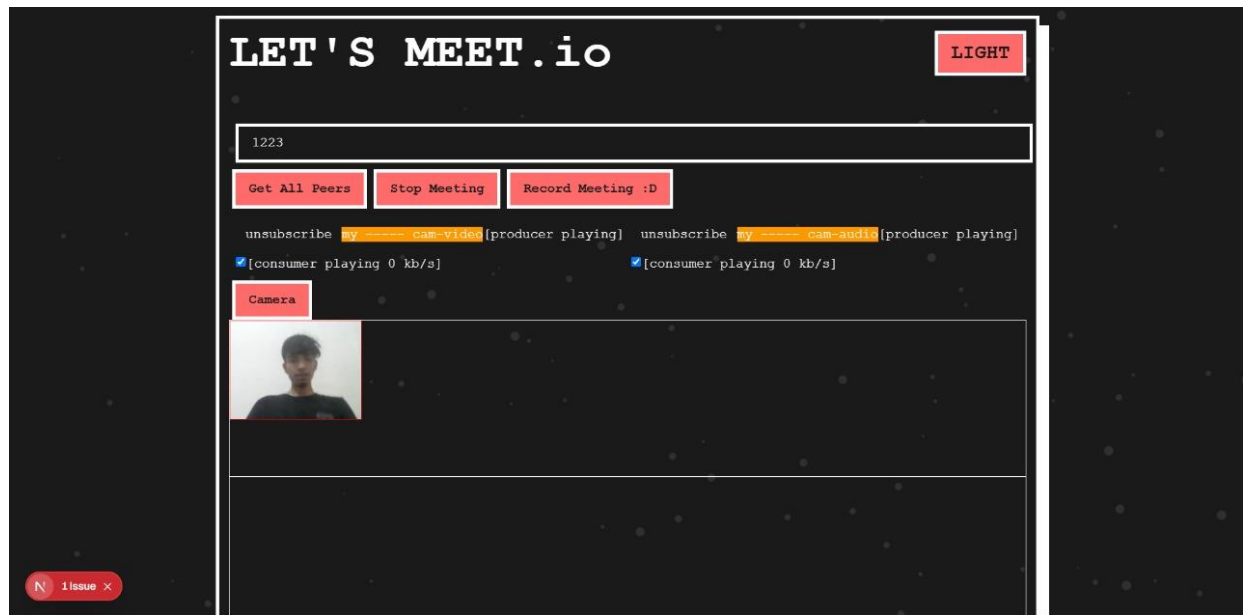 LET'S MEET.io
LIGHT
1223
Get All Peers Stop Meeting Record Meeting :D
unsubscribe my ----- cam-video[producer playing] unsubscribe my ----- cam-audio[producer playing]
[consumer playing 0 kb/s] [consumer playing 0 kb/s]
Camera
N 1 Issue ×